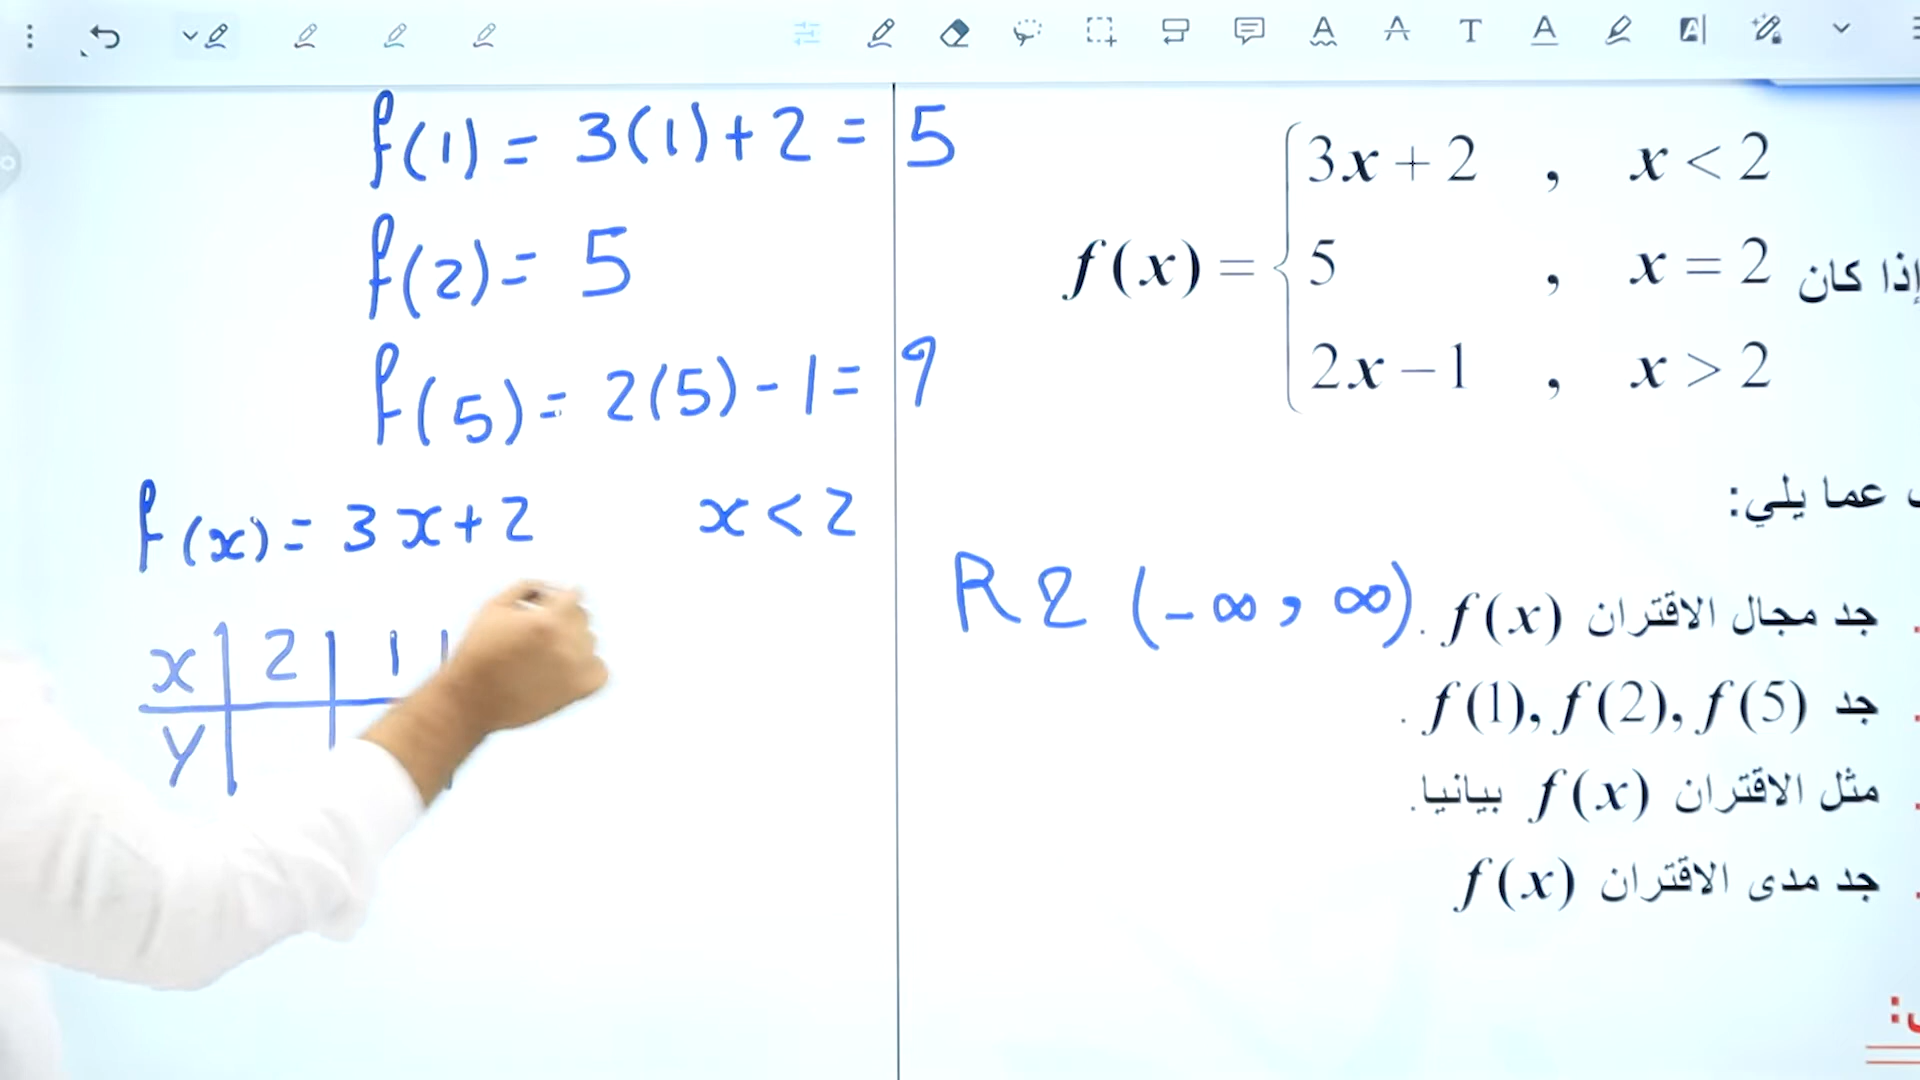 f(1) = 3(1) + 2 = 5
f(2) = 5
f(5) = 2(5) - 1 = 9
f(x) = 3x + 2 x < 2
x | 2 | 1 |
y
إذا كان f(x) = { 3x + 2 , x < 2
5 , x = 2
2x − 1 , x > 2
عما يلي:
جد مجال الاقتران f(x). R 2 (-∞, ∞)
جد f(1), f(2), f(5) .
مثل الاقتران f(x) بيانيا.
جد مدى الاقتران f(x)